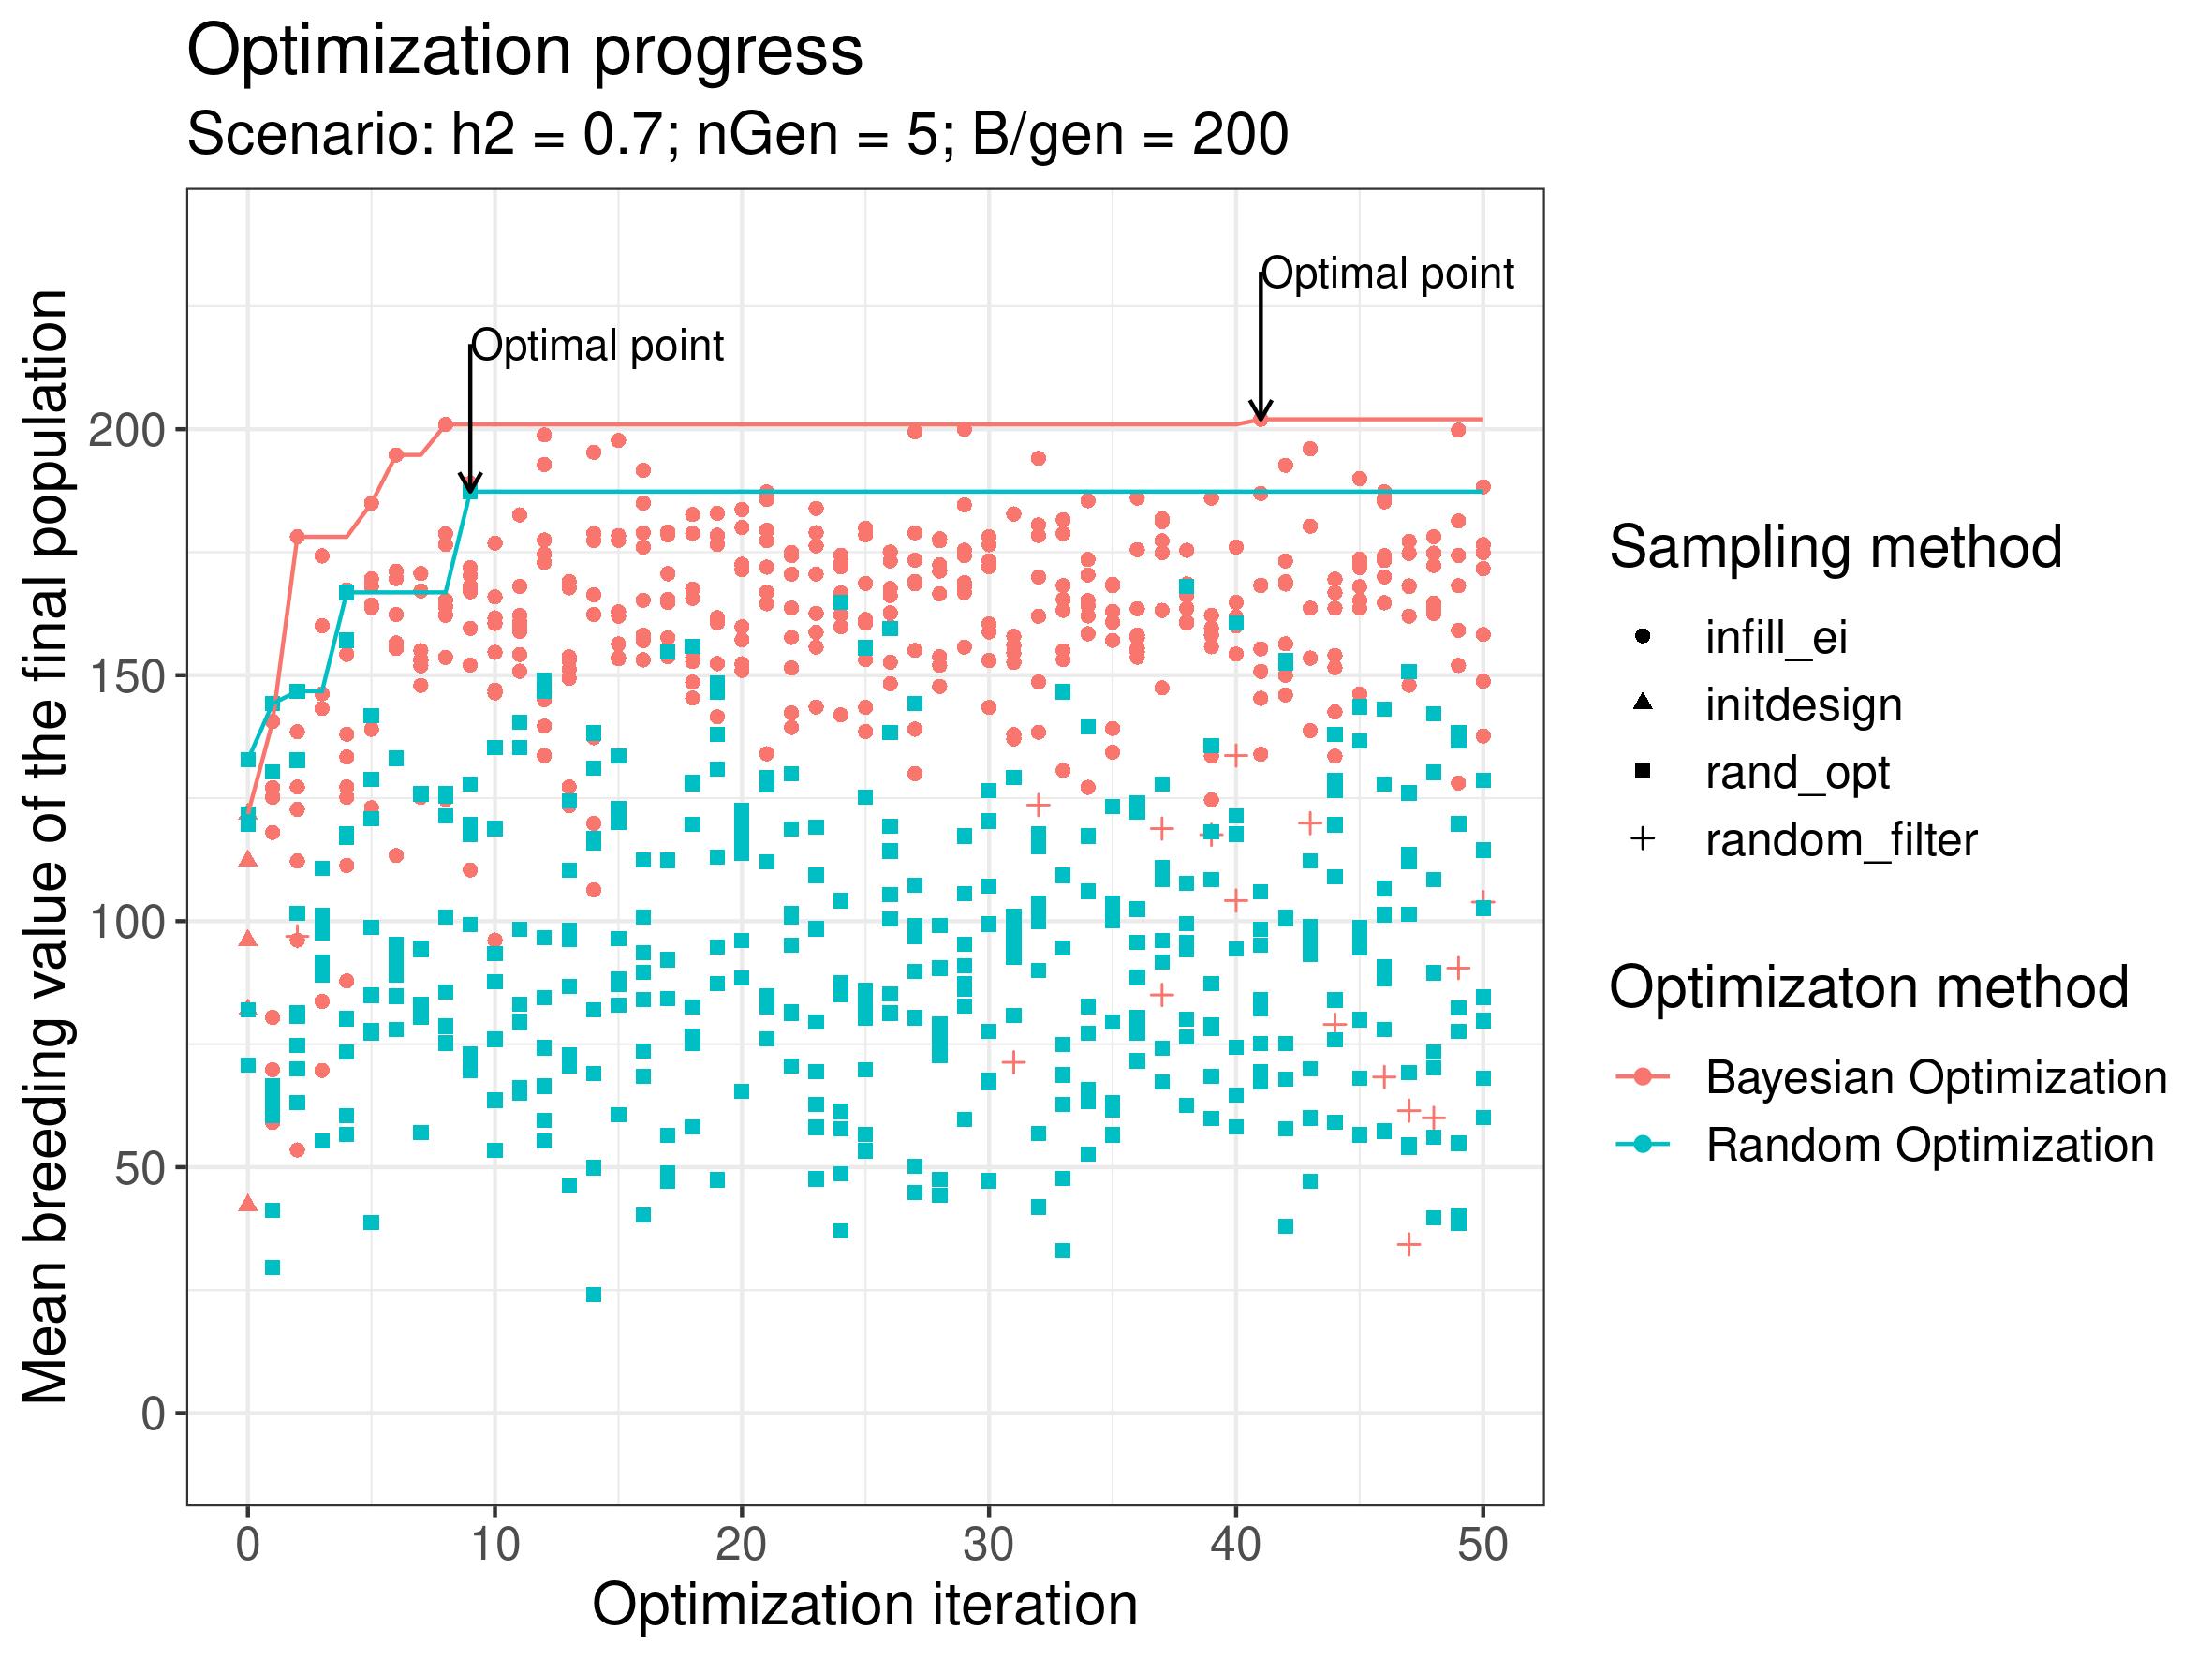 Optimization progress
Scenario: h2 = 0.7; nGen = 5; B/gen = 200
Mean breeding value of the final population
200
150
100
50
0
Optimal point
Optimal point
0 10 20 30 40 50
Optimization iteration
Sampling method
infill_ei
initdesign
rand_opt
random_filter
Optimizaton method
Bayesian Optimization
Random Optimization